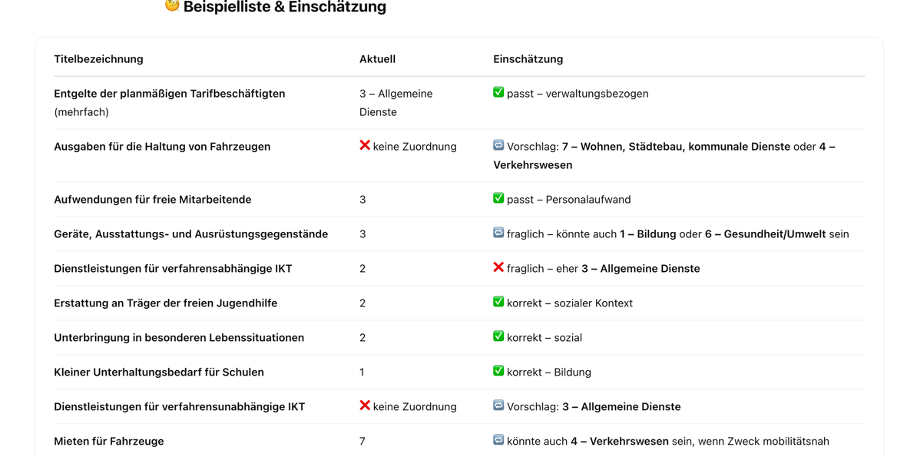 🧐 Beispielliste & Einschätzung
Titelbezeichnung Aktuell Einschätzung
Entgelte der planmäßigen Tarifbeschäftigten 3 – Allgemeine ✅ passt – verwaltungsbezogen
(mehrfach) Dienste
Ausgaben für die Haltung von Fahrzeugen ❌ keine Zuordnung 🔁 Vorschlag: 7 – Wohnen, Städtebau, kommunale Dienste oder 4 –
Verkehrswesen
Aufwendungen für freie Mitarbeitende 3 ✅ passt – Personalaufwand
Geräte, Ausstattungs- und Ausrüstungsgegenstände 3 🔁 fraglich – könnte auch 1 – Bildung oder 6 – Gesundheit/Umwelt sein
Dienstleistungen für verfahrensabhängige IKT 2 ❌ fraglich – eher 3 – Allgemeine Dienste
Erstattung an Träger der freien Jugendhilfe 2 ✅ korrekt – sozialer Kontext
Unterbringung in besonderen Lebenssituationen 2 ✅ korrekt – sozial
Kleiner Unterhaltungsbedarf für Schulen 1 ✅ korrekt – Bildung
Dienstleistungen für verfahrensunabhängige IKT ❌ keine Zuordnung 🔁 Vorschlag: 3 – Allgemeine Dienste
Mieten für Fahrzeuge 7 🔁 könnte auch 4 – Verkehrswesen sein, wenn Zweck mobilitätsnah